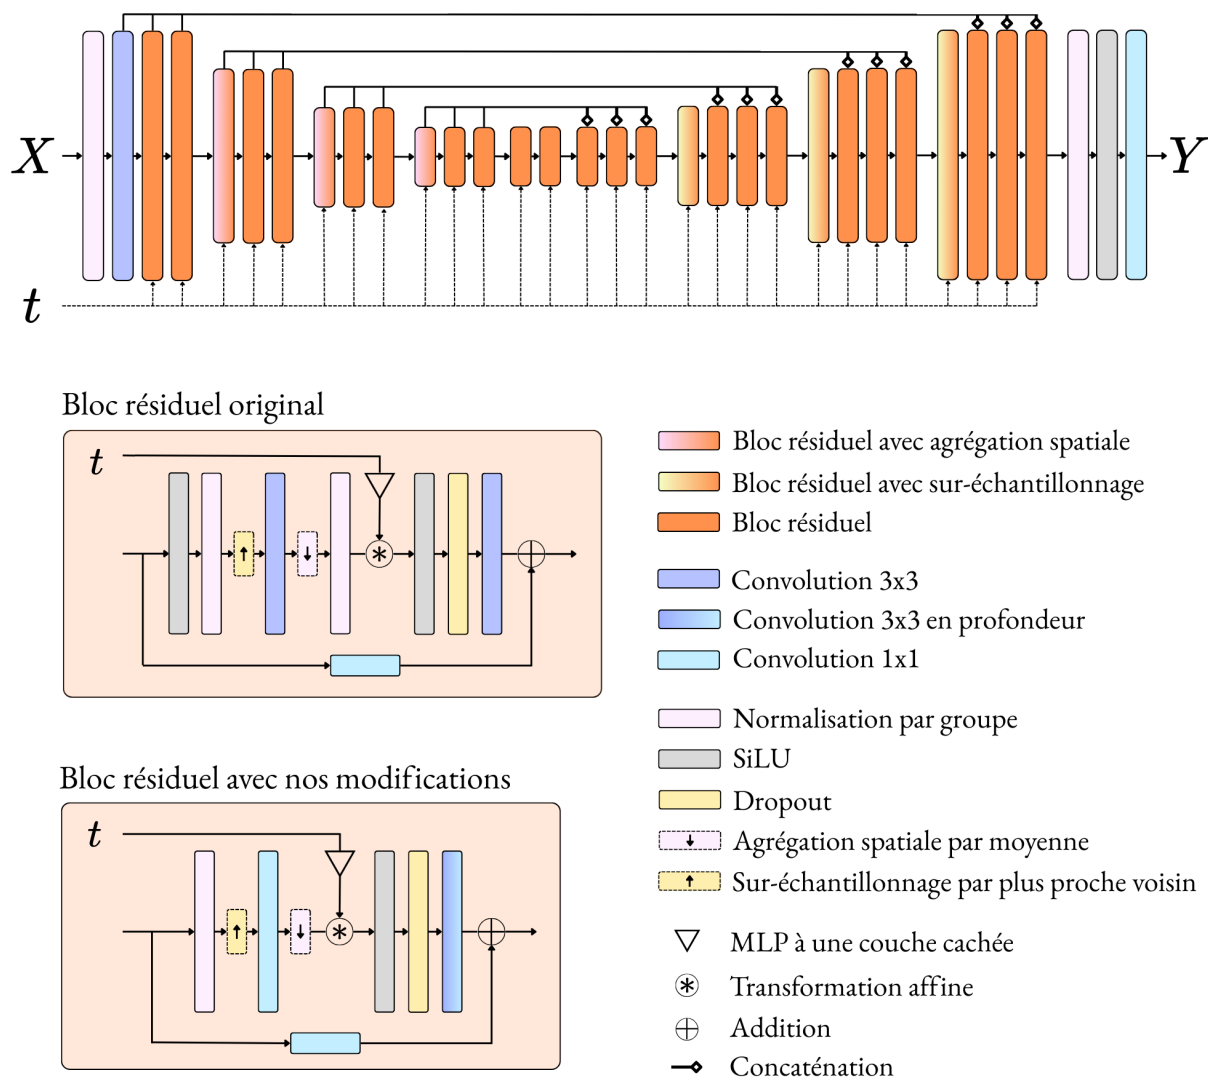 X
Y
t
Bloc résiduel original
t
Bloc résiduel avec nos modifications
t
Bloc résiduel avec agrégation spatiale
Bloc résiduel avec sur-échantillonnage
Bloc résiduel
Convolution 3x3
Convolution 3x3 en profondeur
Convolution 1x1
Normalisation par groupe
SiLU
Dropout
Agrégation spatiale par moyenne
Sur-échantillonnage par plus proche voisin
MLP à une couche cachée
Transformation affine
Addition
Concaténation